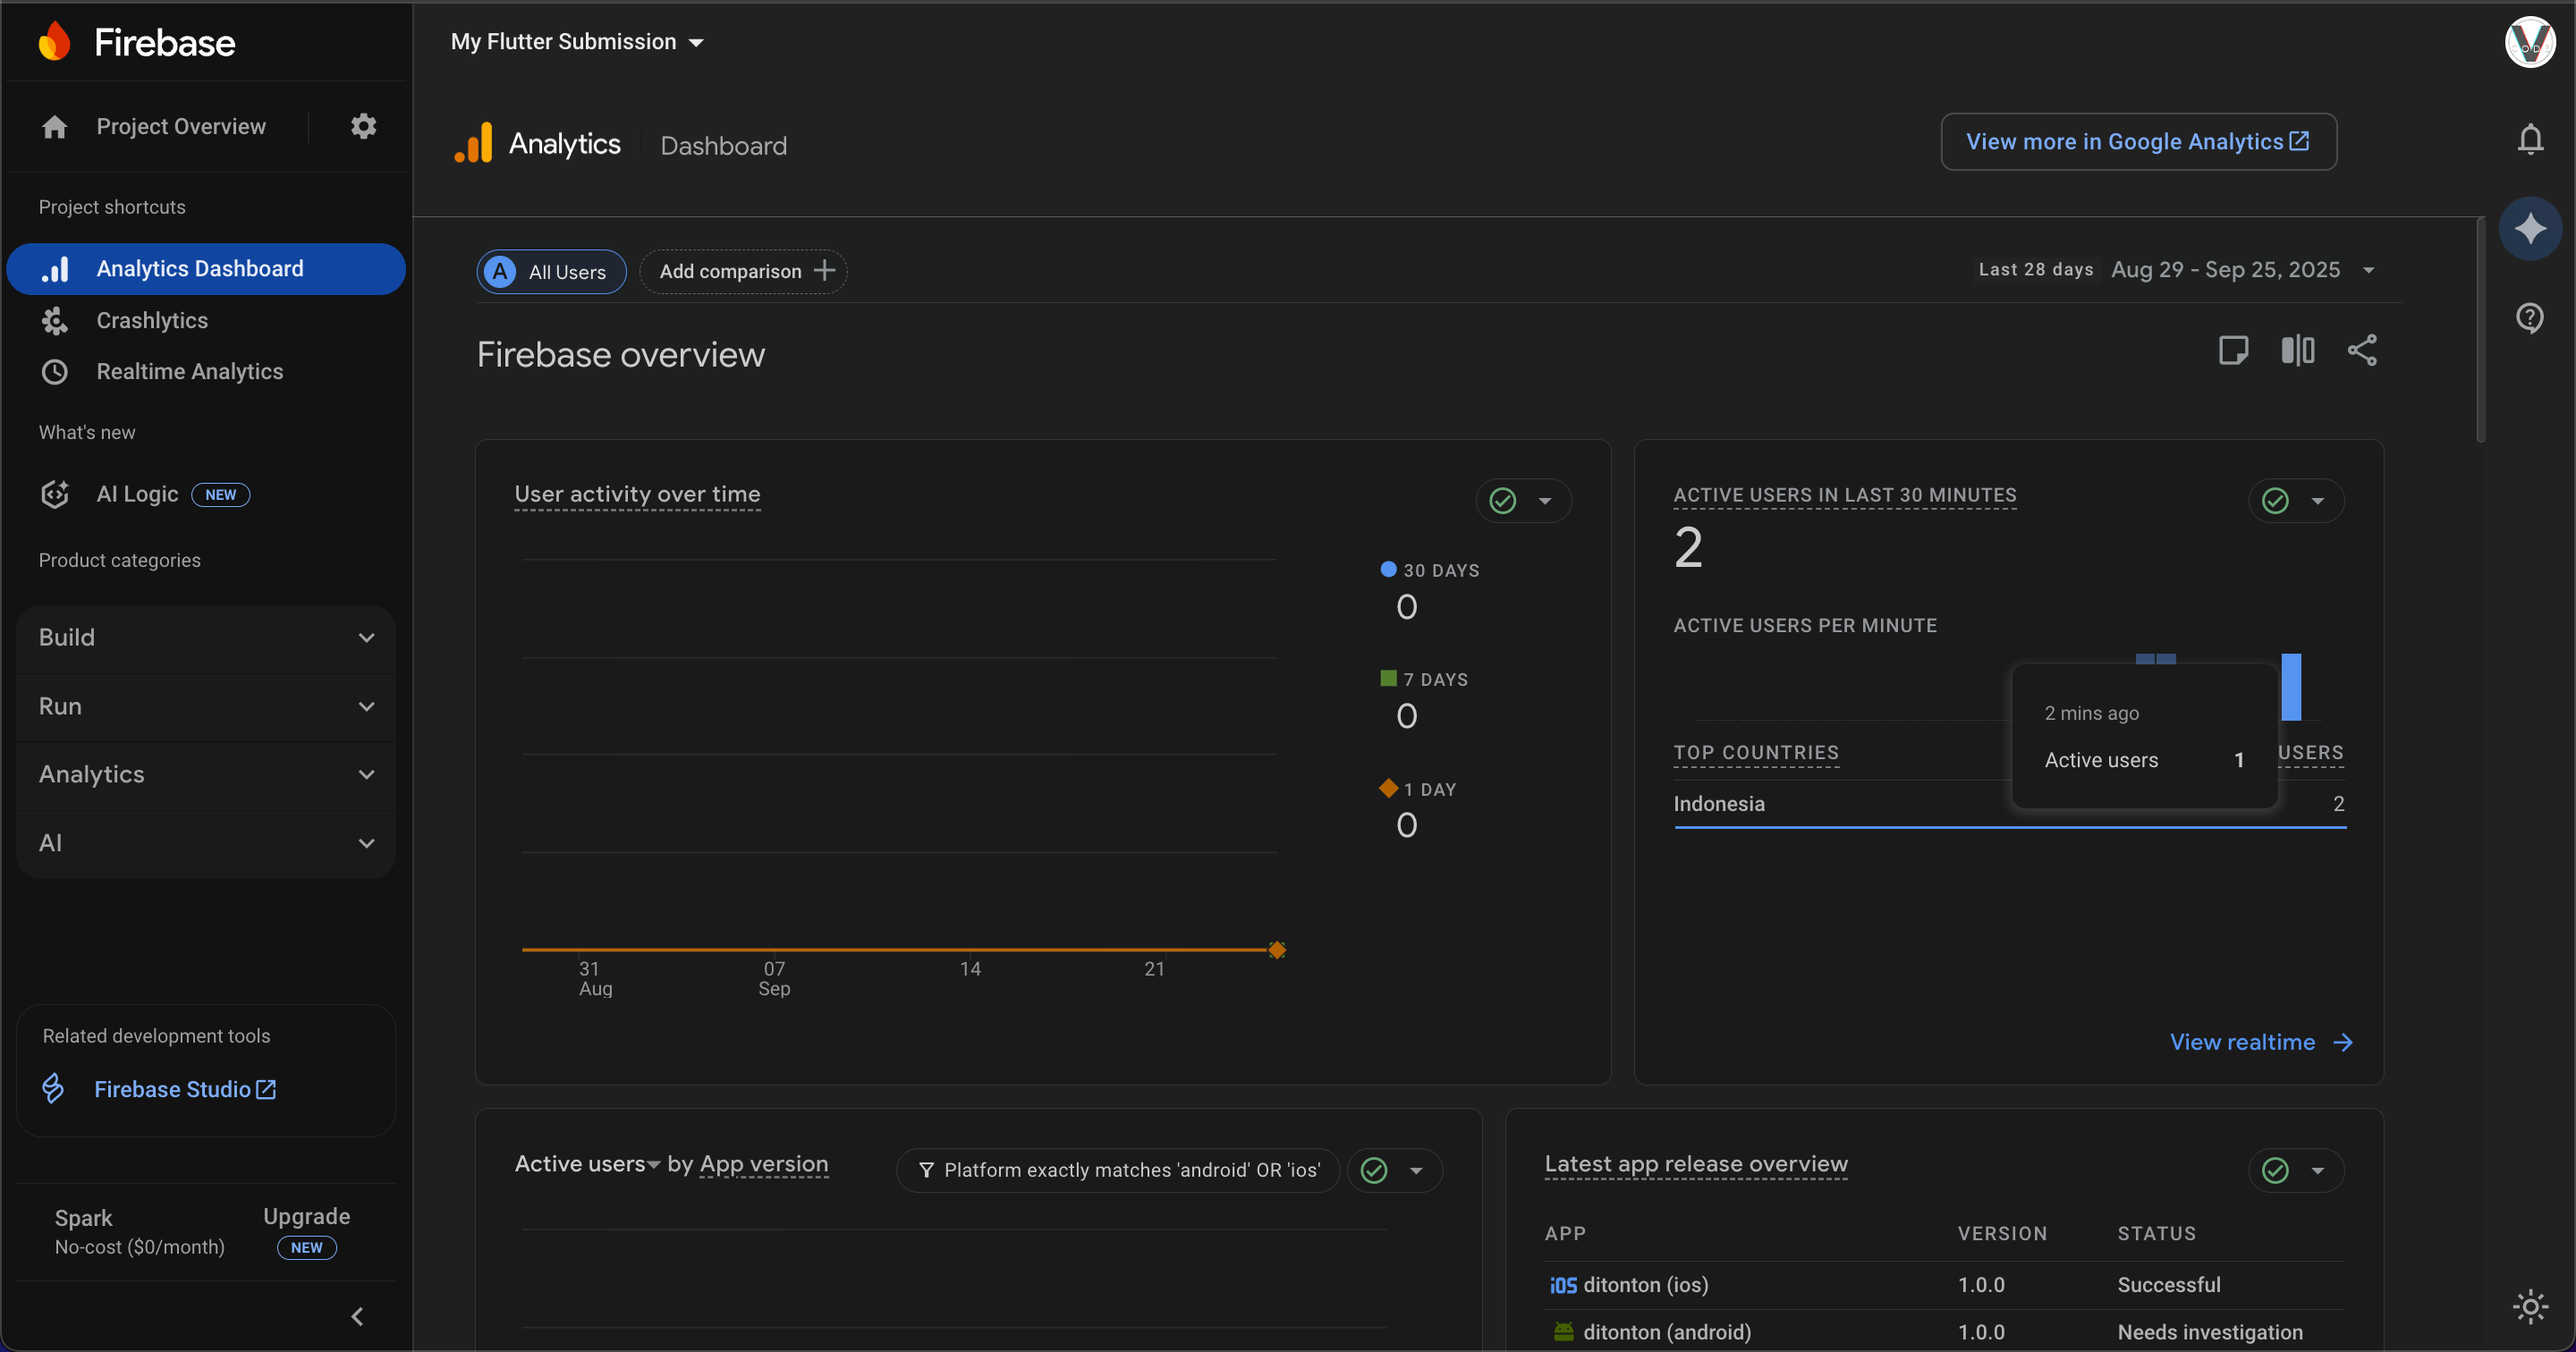 Firebase
My Flutter Submission
Project Overview
Analytics
Dashboard
View more in Google Analytics
Project shortcuts
Analytics Dashboard
Crashlytics
Realtime Analytics
What's new
AI Logic NEW
Product categories
Build
Run
Analytics
AI
Related development tools
Firebase Studio
Spark
No-cost ($0/month)
Upgrade
NEW
A All Users
Add comparison
Last 28 days Aug 29 - Sep 25, 2025
Firebase overview
User activity over time
30 DAYS
0
7 DAYS
0
1 DAY
0
31
Aug
07
Sep
14
21
ACTIVE USERS IN LAST 30 MINUTES
2
ACTIVE USERS PER MINUTE
2 mins ago
Active users 1
TOP COUNTRIES USERS
Indonesia 2
View realtime
Active users by App version
Platform exactly matches 'android' OR 'ios'
Latest app release overview
APP VERSION STATUS
iOS ditonton (ios) 1.0.0 Successful
ditonton (android) 1.0.0 Needs investigation